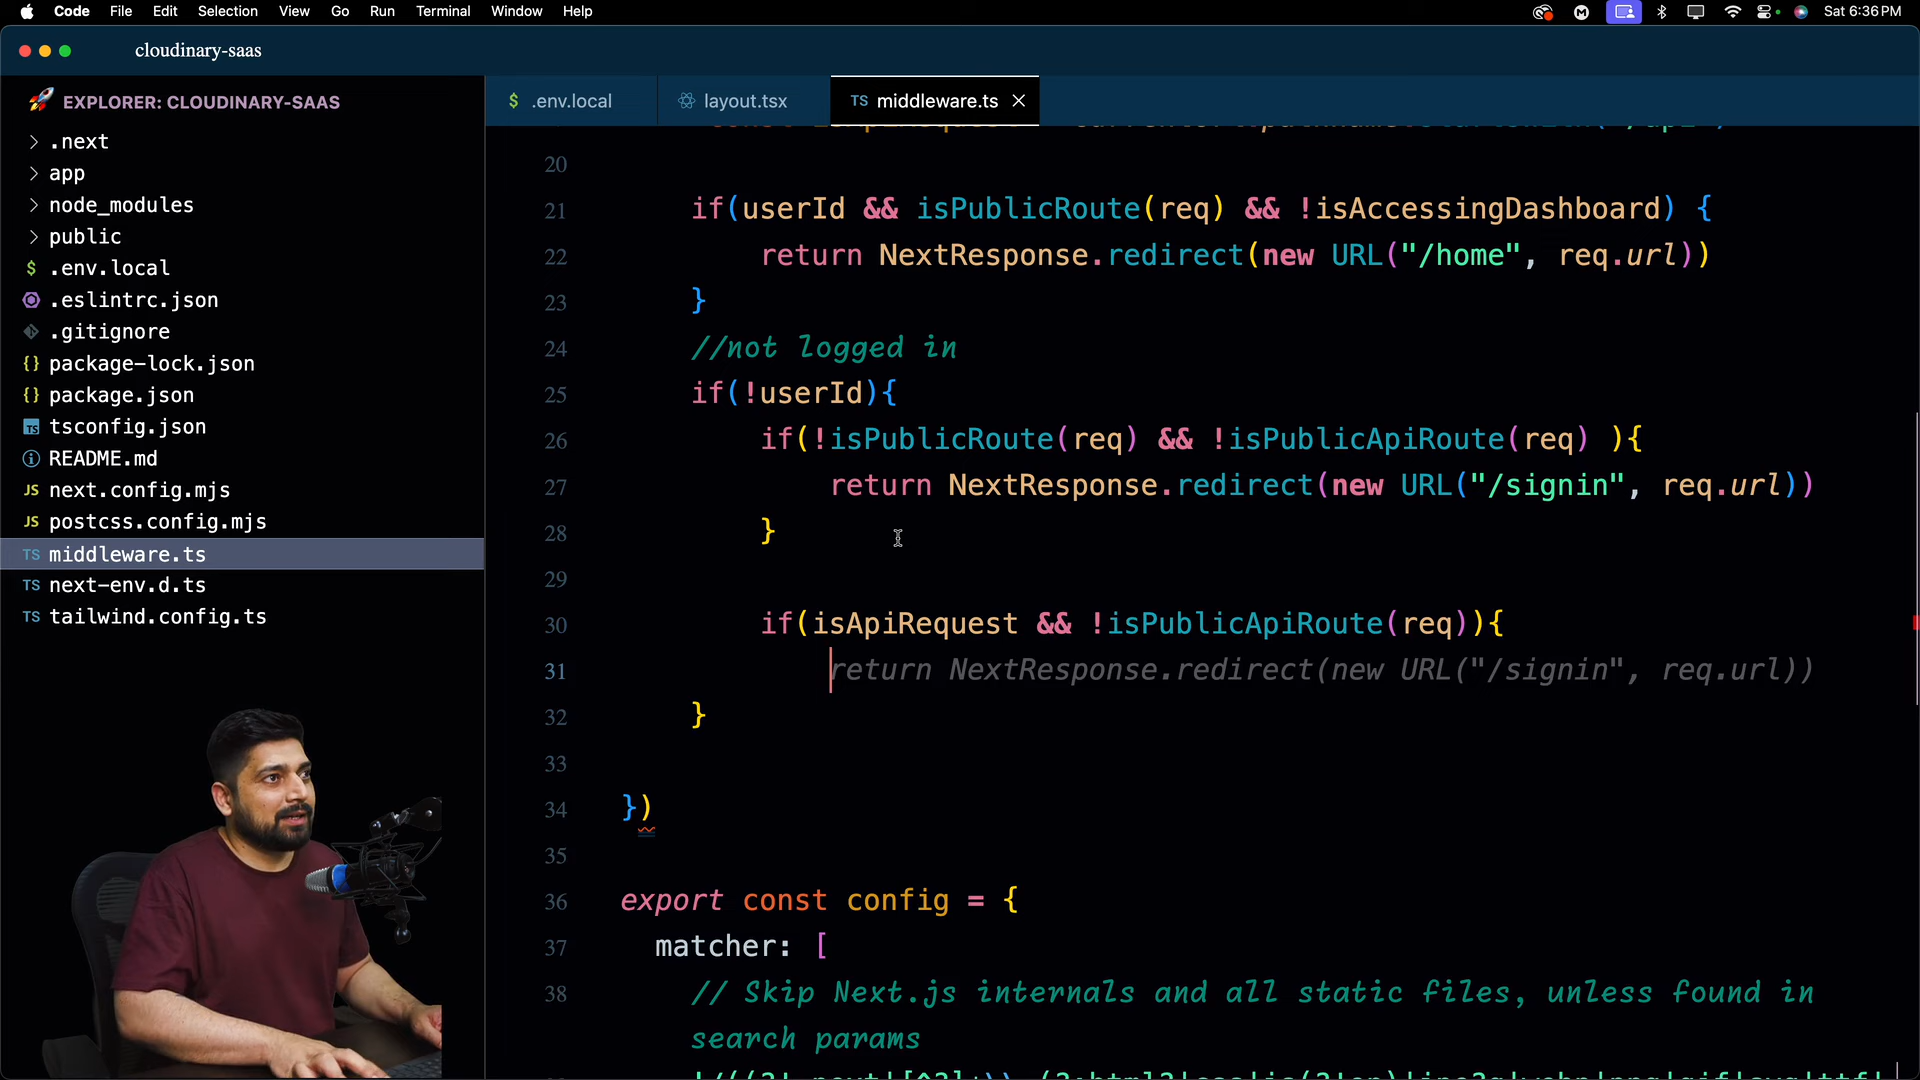 Code File Edit Selection View Go Run Terminal Window Help Sat 6:36 PM
cloudinary-saas
EXPLORER: CLOUDINARY-SAAS
.next
app
node_modules
public
$ .env.local
.eslintrc.json
.gitignore
{} package-lock.json
{} package.json
TS tsconfig.json
README.md
JS next.config.mjs
JS postcss.config.mjs
TS middleware.ts
TS next-env.d.ts
TS tailwind.config.ts
$ .env.local layout.tsx TS middleware.ts
20
21 if(userId && isPublicRoute(req) && !isAccessingDashboard) {
22 return NextResponse.redirect(new URL("/home", req.url))
23 }
24 //not logged in
25 if(!userId){
26 if(!isPublicRoute(req) && !isPublicApiRoute(req) ){
27 return NextResponse.redirect(new URL("/signin", req.url))
28 }
29
30 if(isApiRequest && !isPublicApiRoute(req)){
31 return NextResponse.redirect(new URL("/signin", req.url))
32 }
33
34 })
35
36 export const config = {
37 matcher: [
38 // Skip Next.js internals and all static files, unless found in
search params